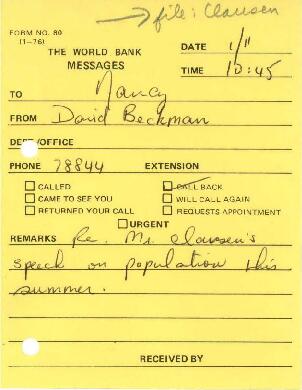 → file: Clausen
FORM NO. 80
(1-76)
THE WORLD BANK
MESSAGES
DATE 1/11
TIME 10:45
TO Nancy
FROM David Beckman
DEPT/OFFICE
PHONE 78844 EXTENSION
☐ CALLED ☑ CALL BACK
☐ CAME TO SEE YOU ☐ WILL CALL AGAIN
☐ RETURNED YOUR CALL ☐ REQUESTS APPOINTMENT
☐ URGENT
REMARKS Re. Mr. Clausen's
speech on population this
summer.
RECEIVED BY